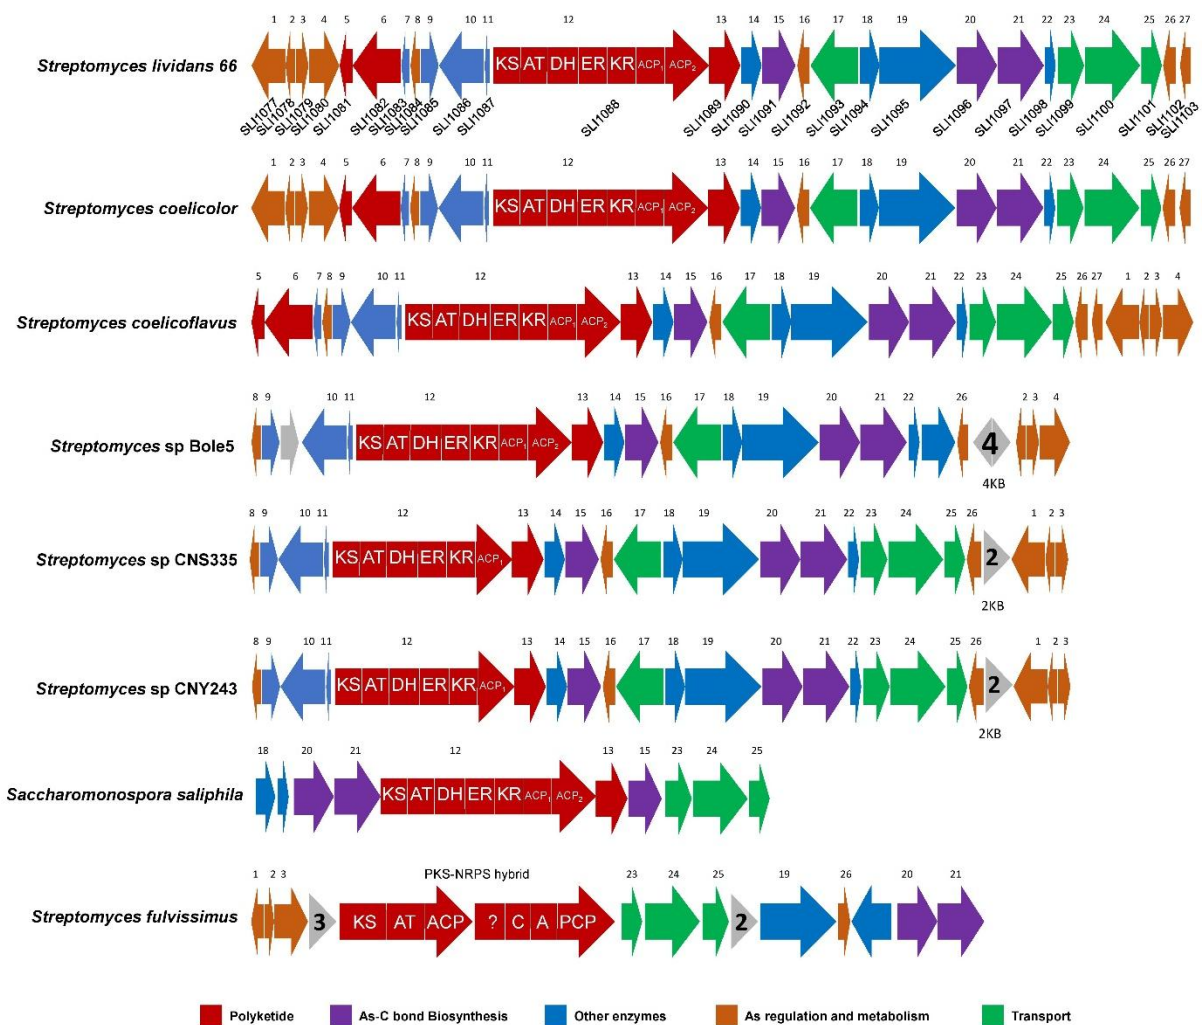 1 2 3 4 5 6 7 8 9 10 11 12 13 14 15 16 17 18 19 20 21 22 23 24 25 26 27
Streptomyces lividans 66 KS AT DH ER KR ACP1 ACP2
SLI1077 SLI1078 SLI1079 SLI1080 SLI1081 SLI1082 SLI1083 SLI1084 SLI1085 SLI1086 SLI1087 SLI1088 SLI1089 SLI1090 SLI1091 SLI1092 SLI1093 SLI1094 SLI1095 SLI1096 SLI1097 SLI1098 SLI1099 SLI1100 SLI1101 SLI1102 SLI1103
1 2 3 4 5 6 7 8 9 10 11 12 13 14 15 16 17 18 19 20 21 22 23 24 25 26 27
Streptomyces coelicolor KS AT DH ER KR ACP1 ACP2
5 6 7 8 9 10 11 12 13 14 15 16 17 18 19 20 21 22 23 24 25 26 27 1 2 3 4
Streptomyces coelicoflavus KS AT DH ER KR ACP1 ACP2
8 9 10 11 12 13 14 15 16 17 18 19 20 21 22 26 2 3 4
Streptomyces sp Bole5 KS AT DH ER KR ACP1 ACP2 4
4KB
8 9 10 11 12 13 14 15 16 17 18 19 20 21 22 23 24 25 26 1 2 3
Streptomyces sp CNS335 KS AT DH ER KR ACP1 2
2KB
8 9 10 11 12 13 14 15 16 17 18 19 20 21 22 23 24 25 26 1 2 3
Streptomyces sp CNY243 KS AT DH ER KR ACP1 2
2KB
18 20 21 12 13 15 23 24 25
Saccharomonospora saliphila KS AT DH ER KR ACP1 ACP2
1 2 3 PKS-NRPS hybrid 23 24 25 19 26 20 21
Streptomyces fulvissimus 3 KS AT ACP ? C A PCP 2
Polyketide As-C bond Biosynthesis Other enzymes As regulation and metabolism Transport